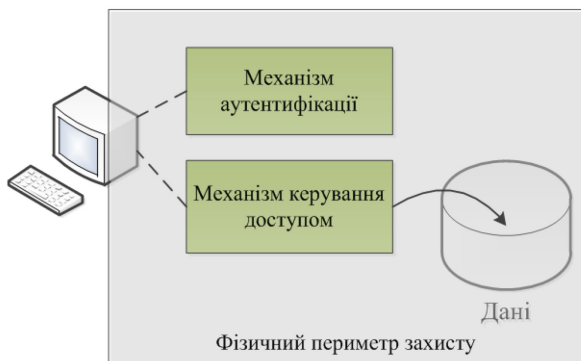 Механізм
аутентифікації
Механізм керування
доступом
Дані
Фізичний периметр захисту